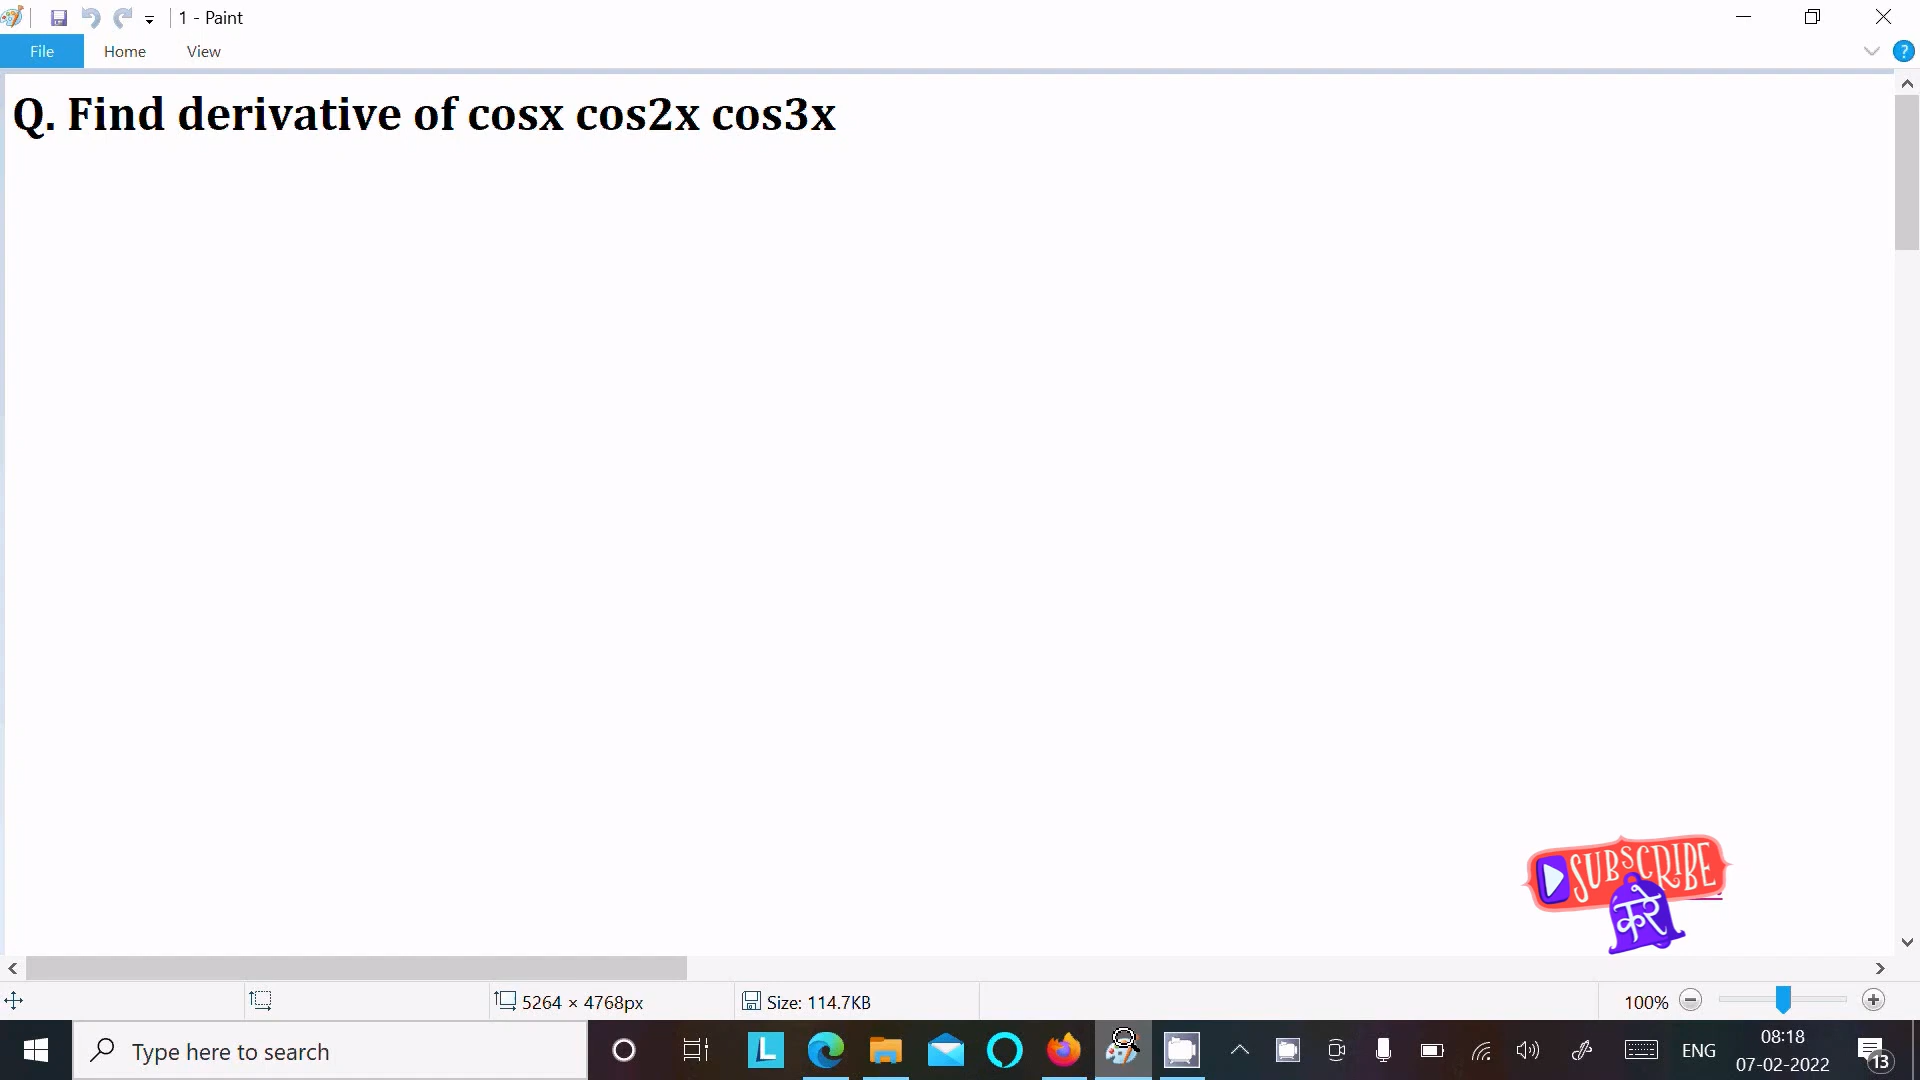 1 - Paint
File Home View
Q. Find derivative of cosx cos2x cos3x
SUBSCRIBE
करे
5264 × 4768px Size: 114.7KB 100%
Type here to search
L
ENG
08:18
07-02-2022
13